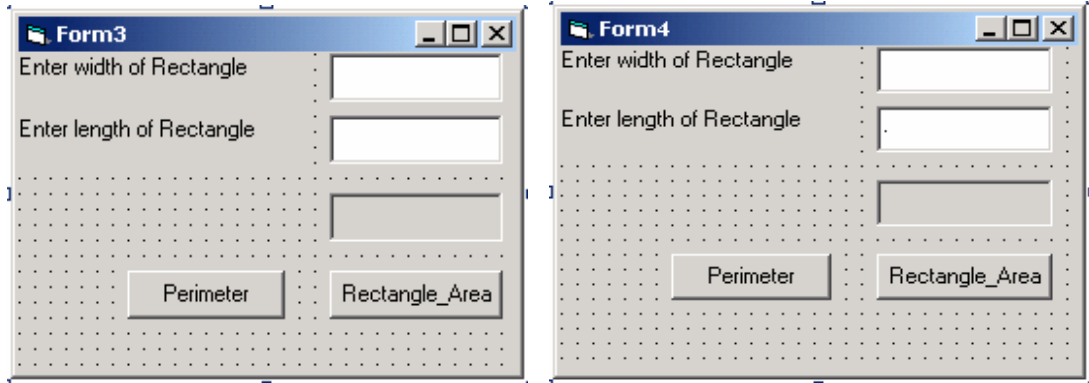 Form3
Enter width of Rectangle
Enter length of Rectangle
Perimeter Rectangle_Area
Form4
Enter width of Rectangle
Enter length of Rectangle .
Perimeter Rectangle_Area